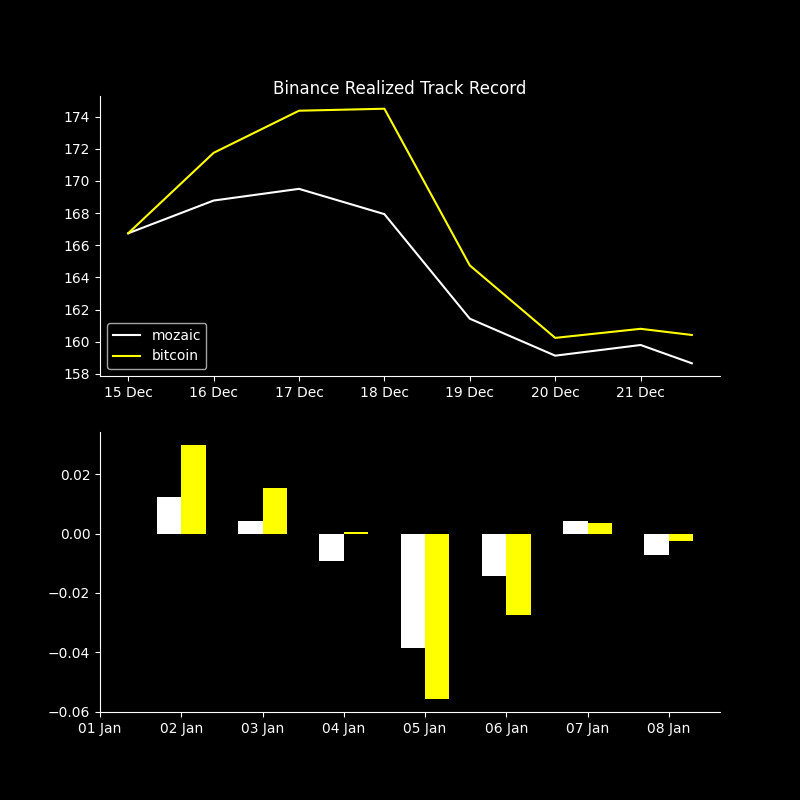 Binance Realized Track Record
174
172
170
168
166
164
162
160
158
mozaic
bitcoin
15 Dec 16 Dec 17 Dec 18 Dec 19 Dec 20 Dec 21 Dec
0.02
0.00
−0.02
−0.04
−0.06
01 Jan 02 Jan 03 Jan 04 Jan 05 Jan 06 Jan 07 Jan 08 Jan